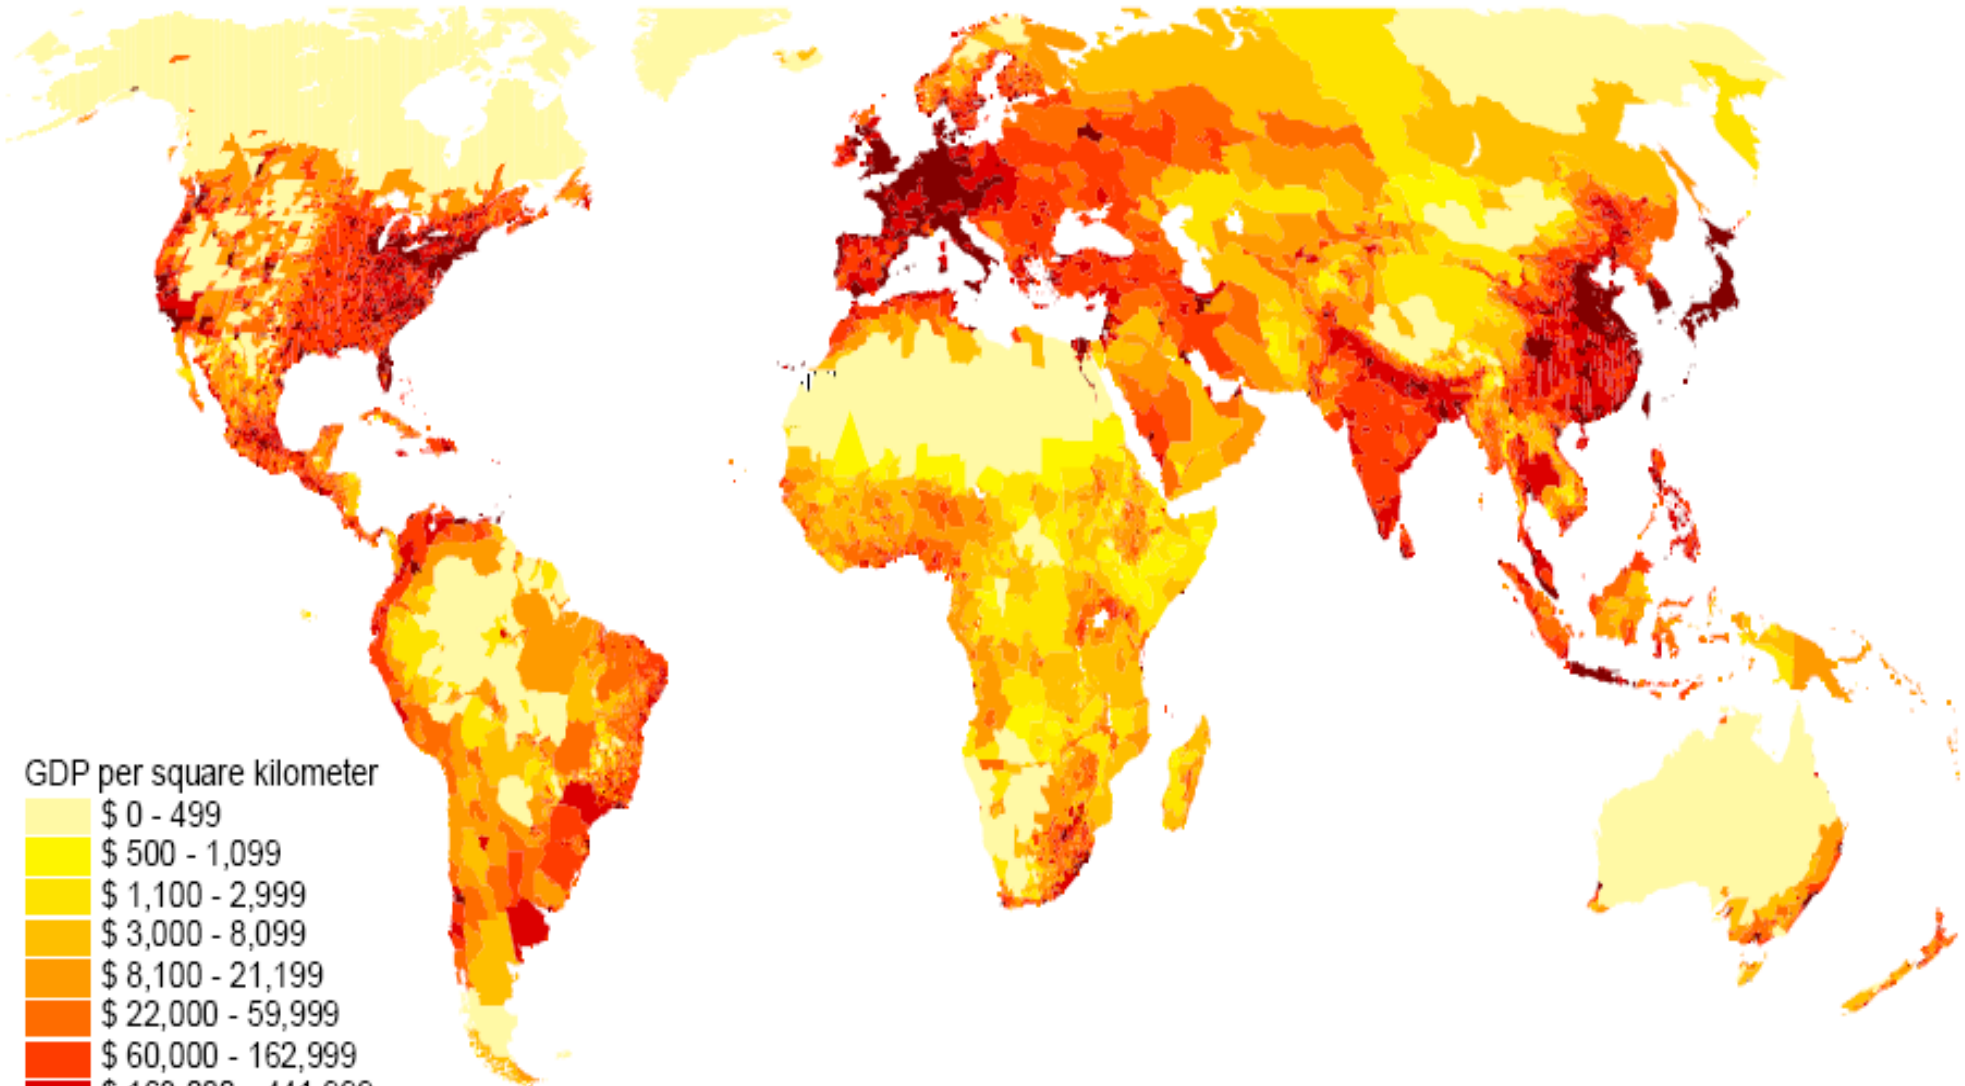 GDP per square kilometer
$ 0 - 499
$ 500 - 1,099
$ 1,100 - 2,999
$ 3,000 - 8,099
$ 8,100 - 21,199
$ 22,000 - 59,999
$ 60,000 - 162,999